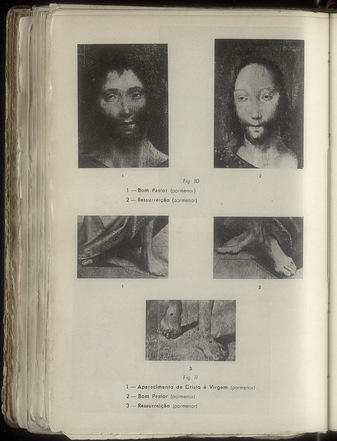 1
2
Fig. 10
1 — Bom Pastor (pormenor)
2 — Ressurreição (pormenor)
1
2
3
Fig. 11
1 — Aparecimento de Cristo à Virgem (pormenor)
2 — Bom Pastor (pormenor)
3 — Ressurreição (pormenor)